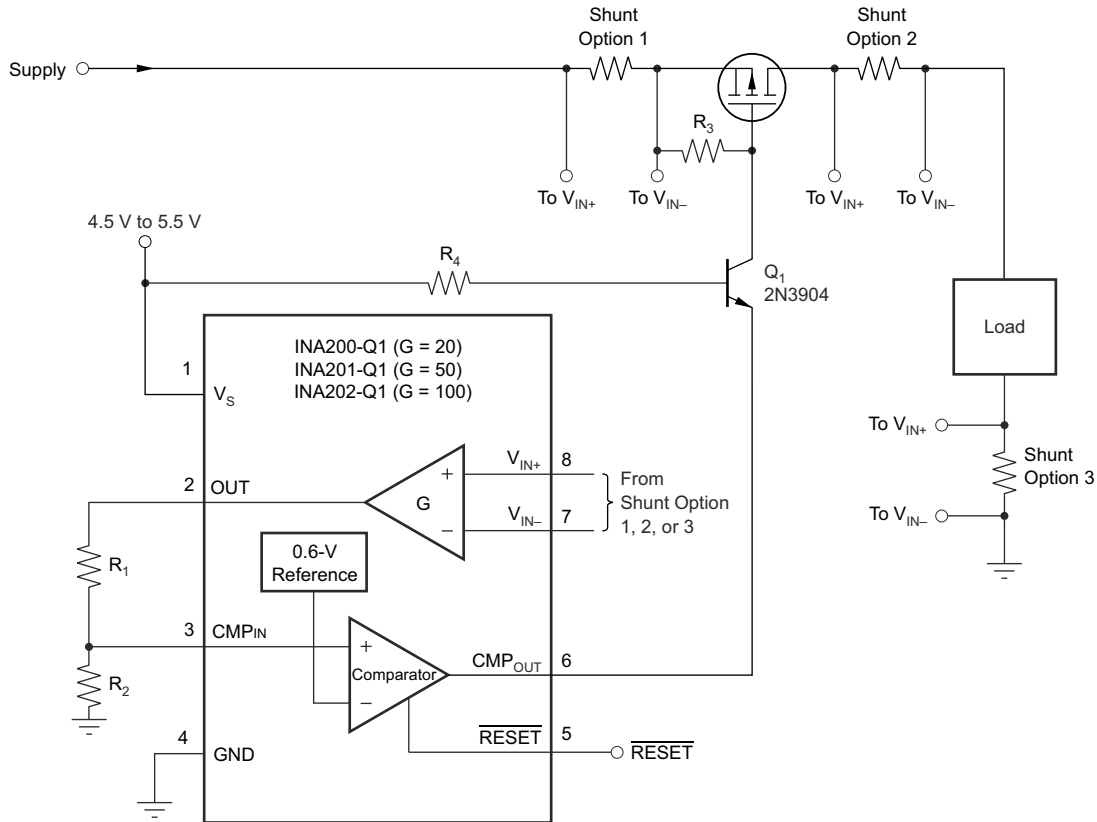 Shunt
Option 1
Shunt
Option 2
Supply
R3
To VIN+
To VIN–
To VIN+
To VIN–
4.5 V to 5.5 V
R4
Q1
2N3904
Load
INA200-Q1 (G = 20)
INA201-Q1 (G = 50)
INA202-Q1 (G = 100)
1
VS
To VIN+
Shunt
Option 3
To VIN–
2
OUT
G
+
–
VIN+
8
VIN–
7
From
Shunt Option
1, 2, or 3
R1
0.6-V
Reference
3
CMPIN
+
Comparator
–
CMPOUT
6
R2
4
GND
RESET
5
RESET